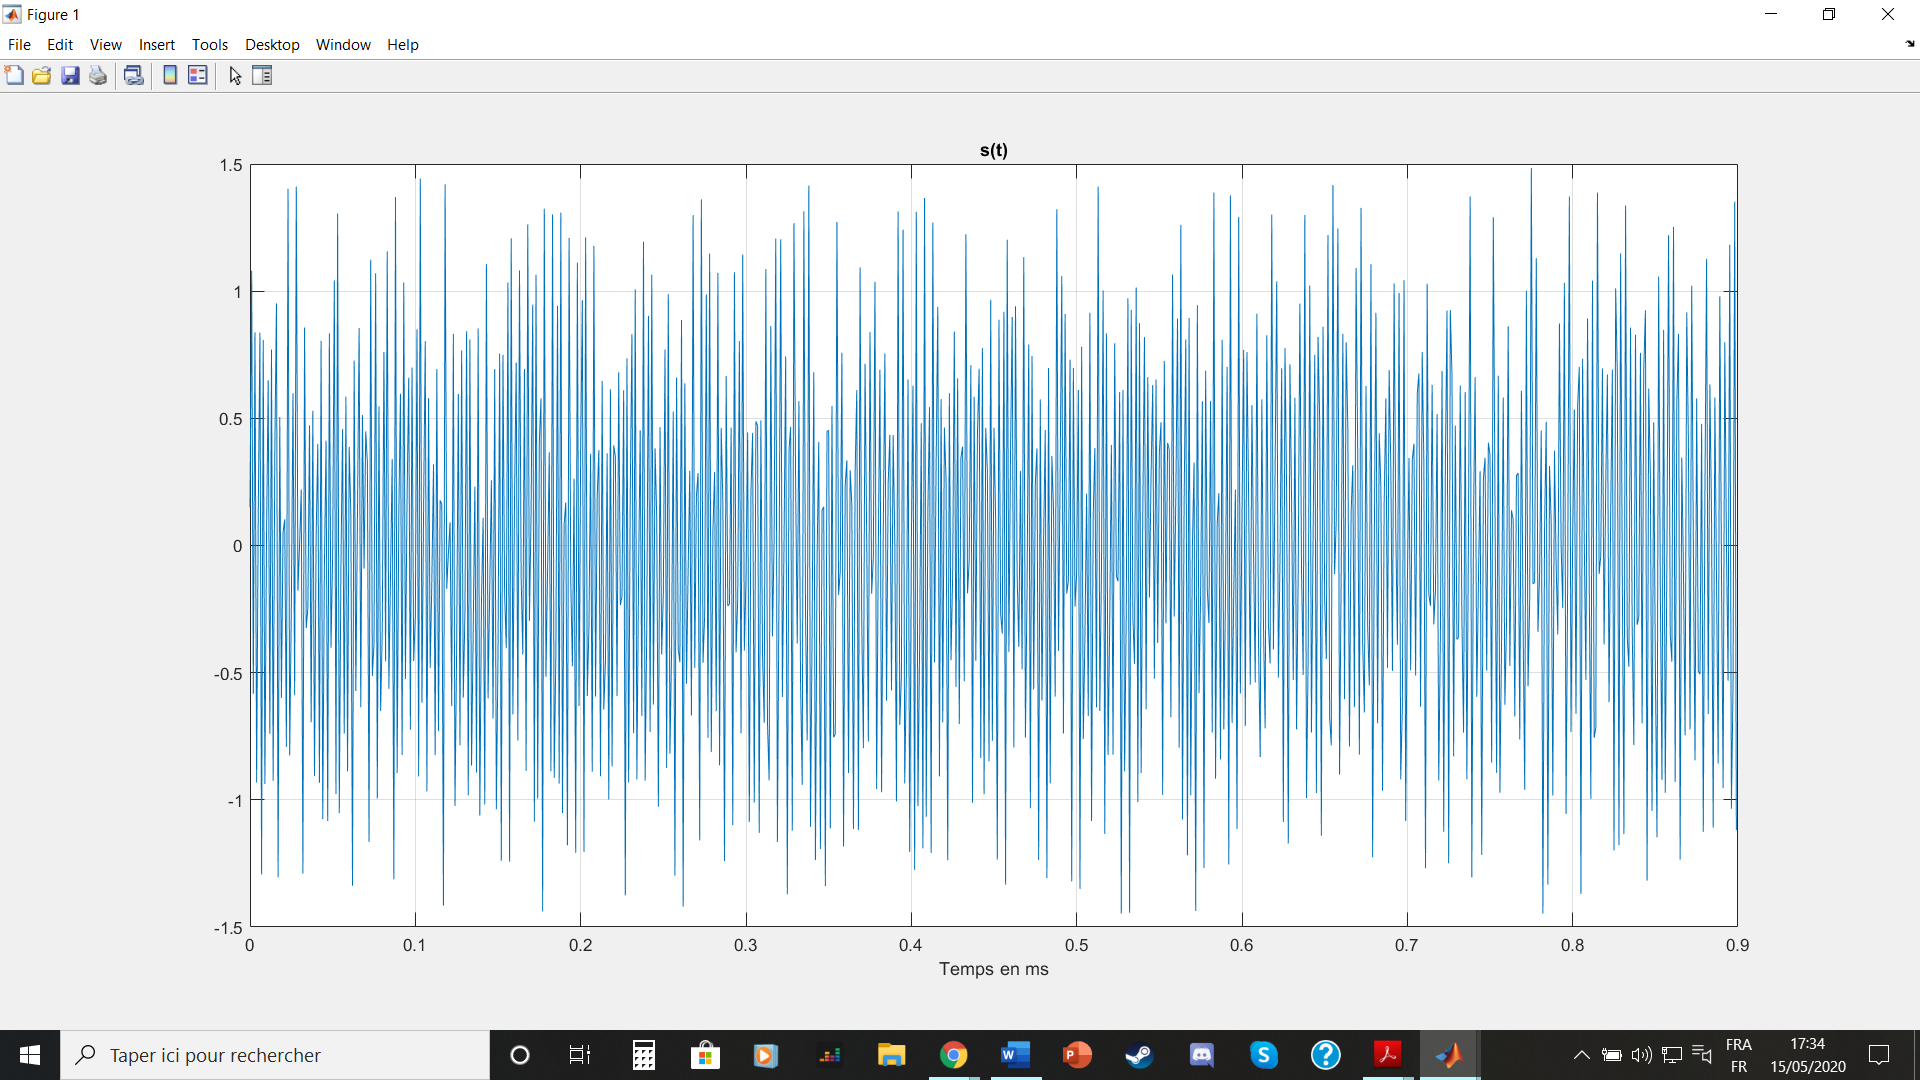 Figure 1
File Edit View Insert Tools Desktop Window Help
s(t)
1.5
1
0.5
0
-0.5
-1
-1.5
0 0.1 0.2 0.3 0.4 0.5 0.6 0.7 0.8 0.9
Temps en ms
Taper ici pour rechercher
FRA
FR
17:34
15/05/2020